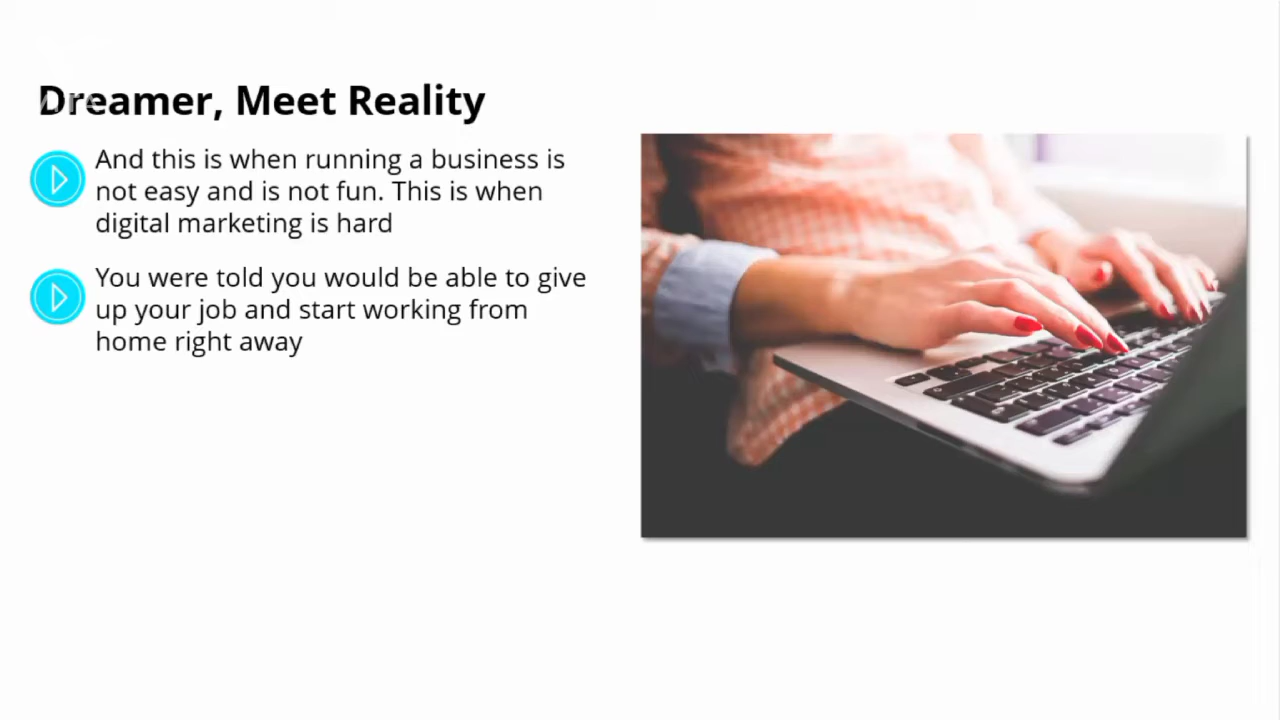 Dreamer, Meet Reality
And this is when running a business is
not easy and is not fun. This is when
digital marketing is hard
You were told you would be able to give
up your job and start working from
home right away